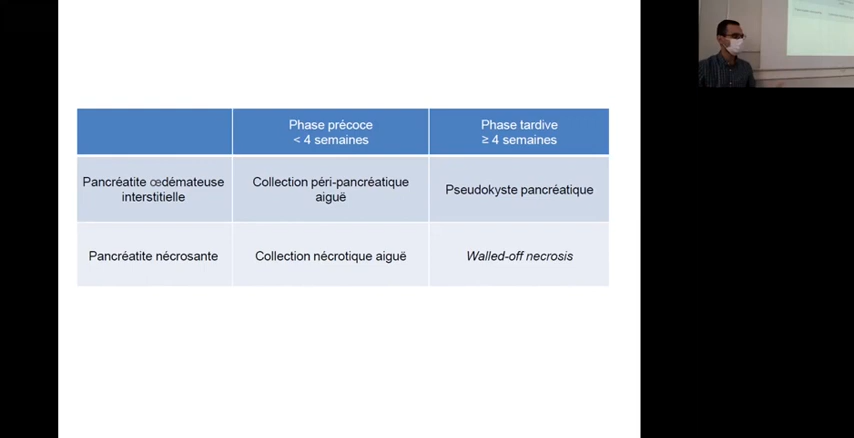 Phase précoce
< 4 semaines
Phase tardive
≥ 4 semaines
Pancréatite œdémateuse
interstitielle
Collection péri-pancréatique
aiguë
Pseudokyste pancréatique
Pancréatite nécrosante
Collection nécrotique aiguë
Walled-off necrosis